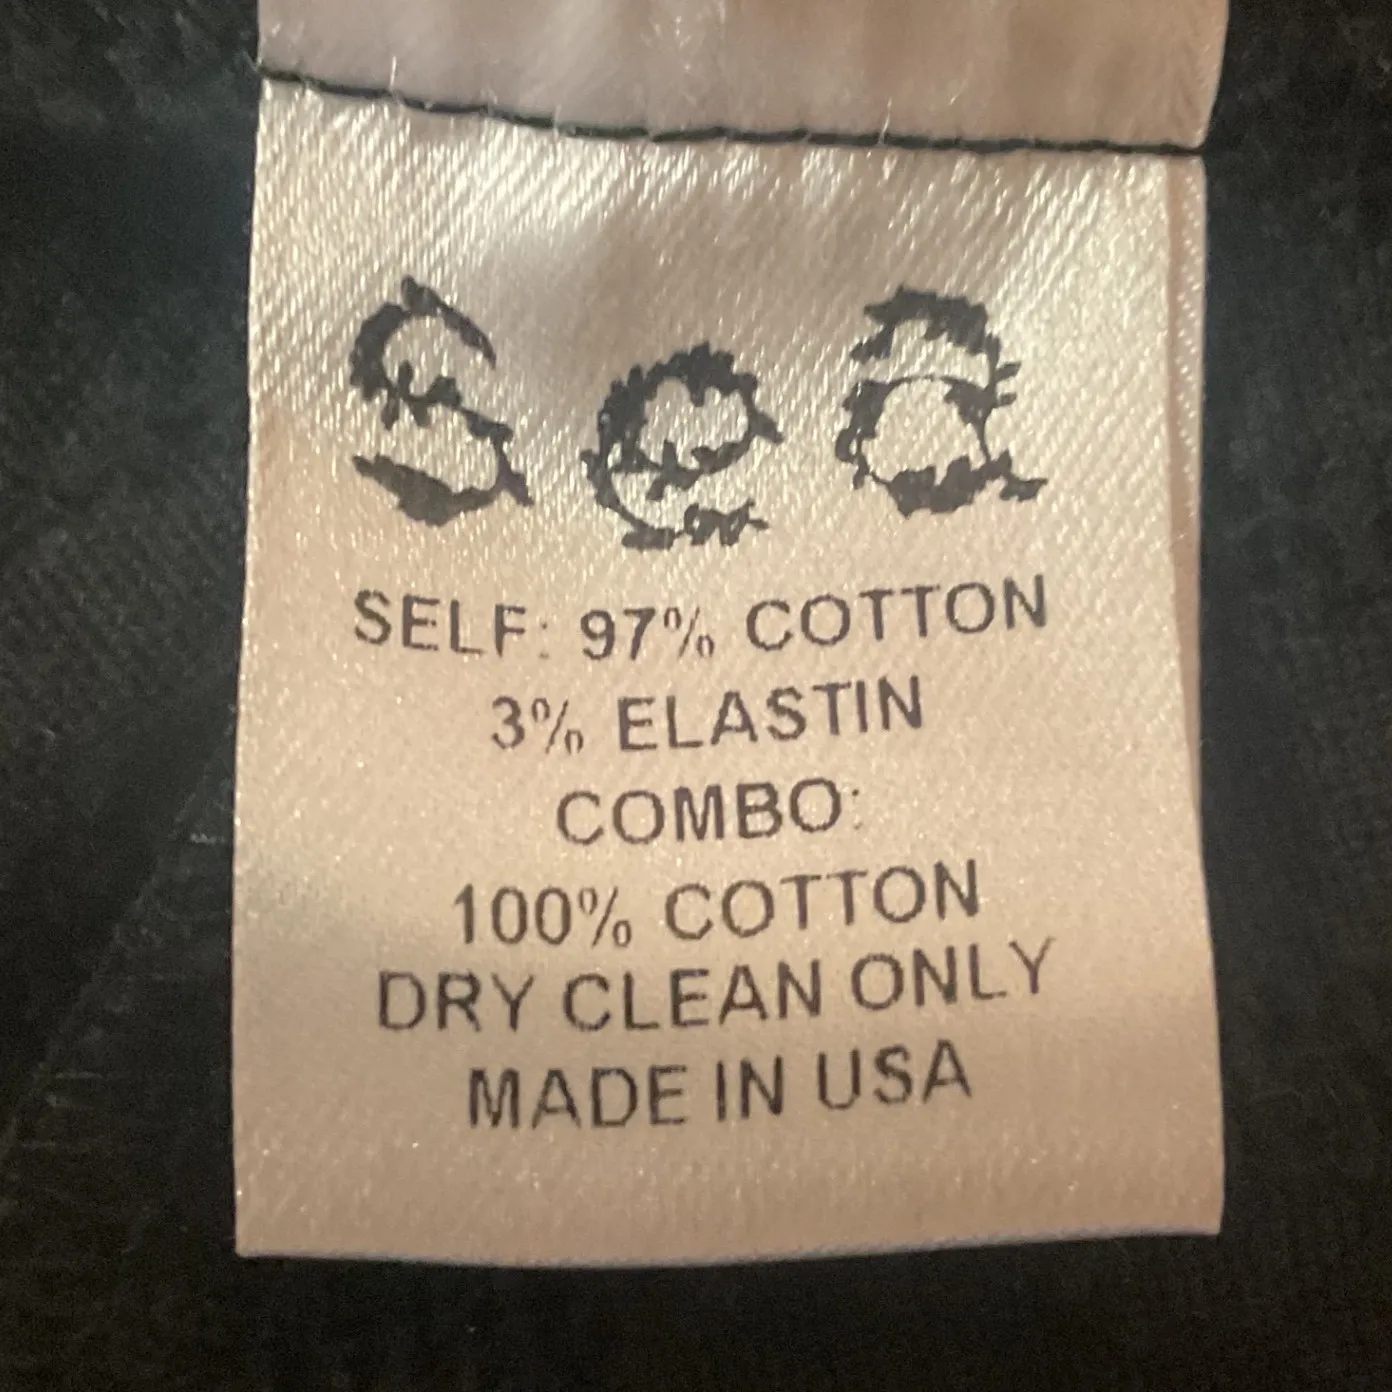 Sea
SELF: 97% COTTON
3% ELASTIN
COMBO:
100% COTTON
DRY CLEAN ONLY
MADE IN USA